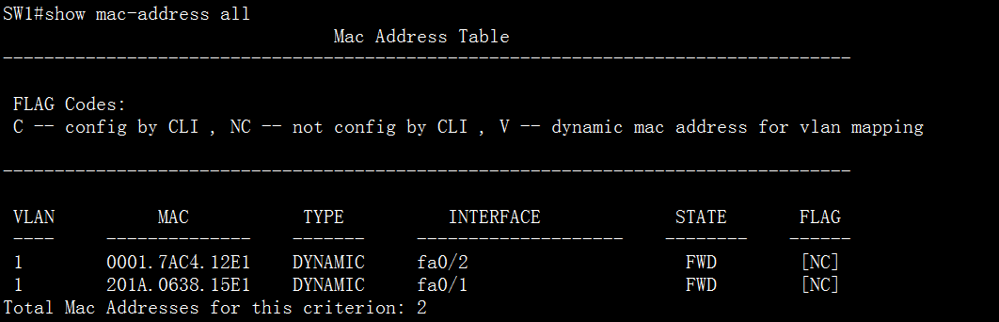 SW1#show mac-address all
Mac Address Table
--------------------------------------------------------------------------------
FLAG Codes:
C -- config by CLI , NC -- not config by CLI , V -- dynamic mac address for vlan mapping
--------------------------------------------------------------------------------
VLAN MAC TYPE INTERFACE STATE FLAG
---- -------------- ------- -------------------- -------- ------
1 0001.7AC4.12E1 DYNAMIC fa0/2 FWD [NC]
1 201A.0638.15E1 DYNAMIC fa0/1 FWD [NC]
Total Mac Addresses for this criterion: 2